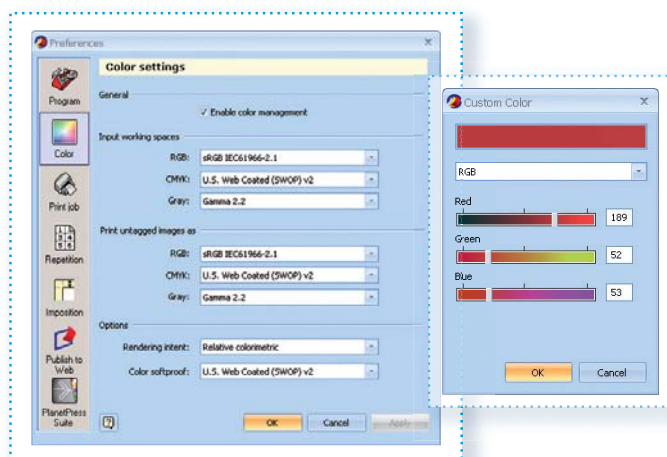 Preferences
Color settings
Program
Color
Print job
Repetition
Imposition
Publish to
Web
PlanetPress
Suite
General
✓ Enable color management
Input working spaces
RGB: sRGB IEC61966-2.1
CMYK: U.S. Web Coated (SWOP) v2
Gray: Gamma 2.2
Print untagged images as
RGB: sRGB IEC61966-2.1
CMYK: U.S. Web Coated (SWOP) v2
Gray: Gamma 2.2
Options
Rendering intent: Relative colorimetric
Color softproof: U.S. Web Coated (SWOP) v2
OK Cancel Apply
Custom Color
RGB
Red
189
Green
52
Blue
53
OK Cancel